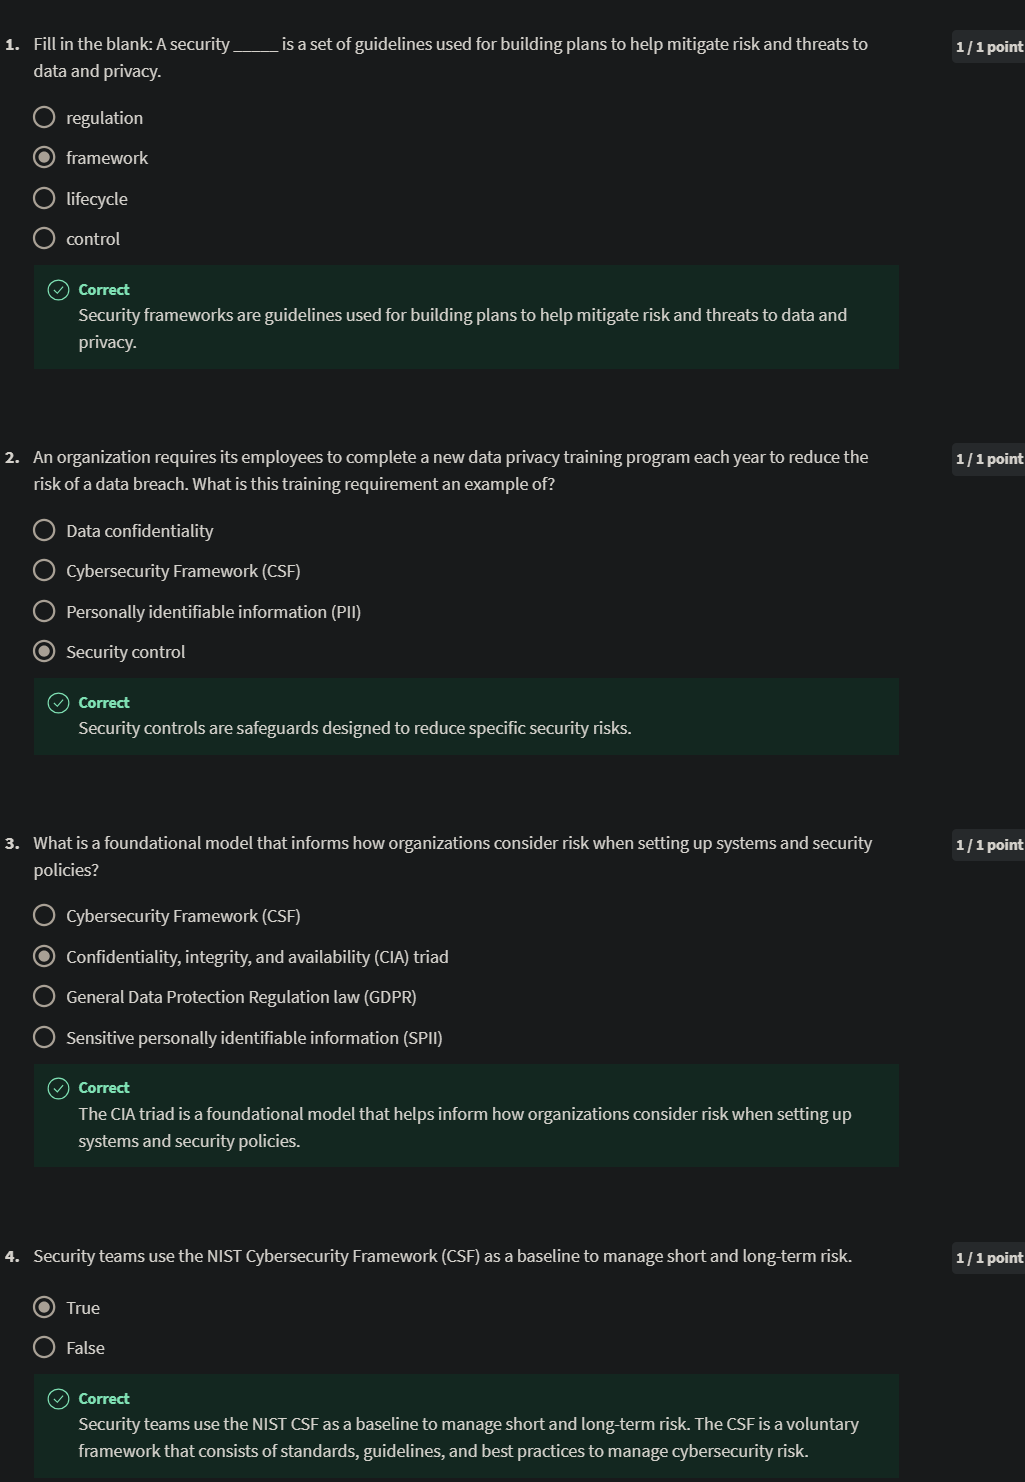 1. Fill in the blank: A security _____ is a set of guidelines used for building plans to help mitigate risk and threats to
data and privacy.
1 / 1 point
regulation
framework
lifecycle
control
Correct
Security frameworks are guidelines used for building plans to help mitigate risk and threats to data and
privacy.
2. An organization requires its employees to complete a new data privacy training program each year to reduce the
risk of a data breach. What is this training requirement an example of?
1 / 1 point
Data confidentiality
Cybersecurity Framework (CSF)
Personally identifiable information (PII)
Security control
Correct
Security controls are safeguards designed to reduce specific security risks.
3. What is a foundational model that informs how organizations consider risk when setting up systems and security
policies?
1 / 1 point
Cybersecurity Framework (CSF)
Confidentiality, integrity, and availability (CIA) triad
General Data Protection Regulation law (GDPR)
Sensitive personally identifiable information (SPII)
Correct
The CIA triad is a foundational model that helps inform how organizations consider risk when setting up
systems and security policies.
4. Security teams use the NIST Cybersecurity Framework (CSF) as a baseline to manage short and long-term risk.
1 / 1 point
True
False
Correct
Security teams use the NIST CSF as a baseline to manage short and long-term risk. The CSF is a voluntary
framework that consists of standards, guidelines, and best practices to manage cybersecurity risk.